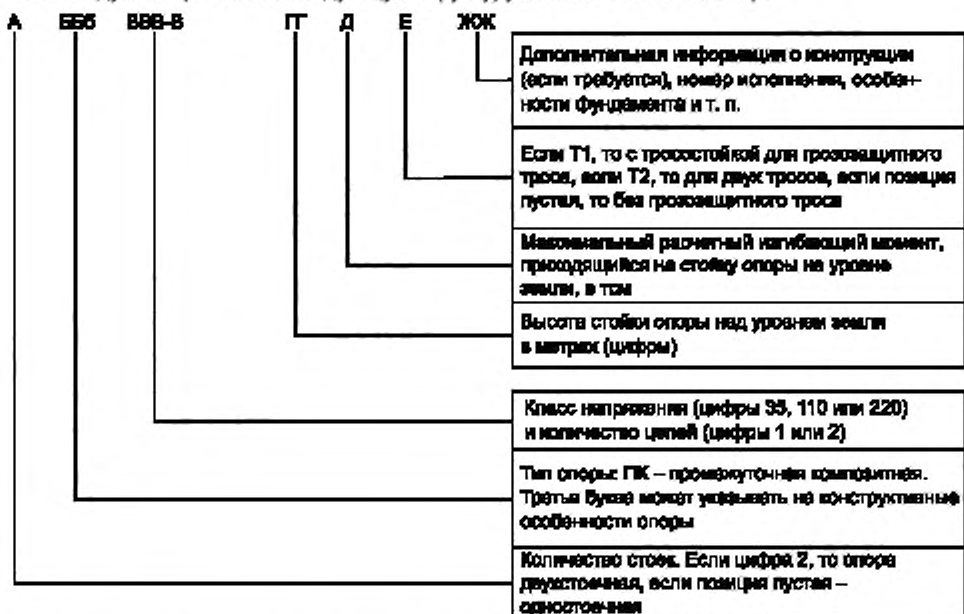 А БББ ВВВ-В ГГ Д Е ЖЖ
Дополнительная информация о конструкции
(если требуется), номер исполнения, особен-
ности фундамента и т. п.
Если Т1, то с тросостойкой для грозозащитного
троса, если Т2, то для двух тросов, если позиция
пустая, то без грозозащитного троса
Максимальный расчетный изгибающий момент,
приходящийся на стойку опоры на уровне
земли, в тсм
Высота стойки опоры над уровнем земли
в метрах (цифры)
Класс напряжения (цифры 35, 110 или 220)
и количество цепей (цифры 1 или 2)
Тип опоры: ПК – промежуточная композитная.
Третья буква может указывать на конструктивные
особенности опоры
Количество стоек. Если цифра 2, то опора
двухстоечная, если позиция пустая –
одностоечная